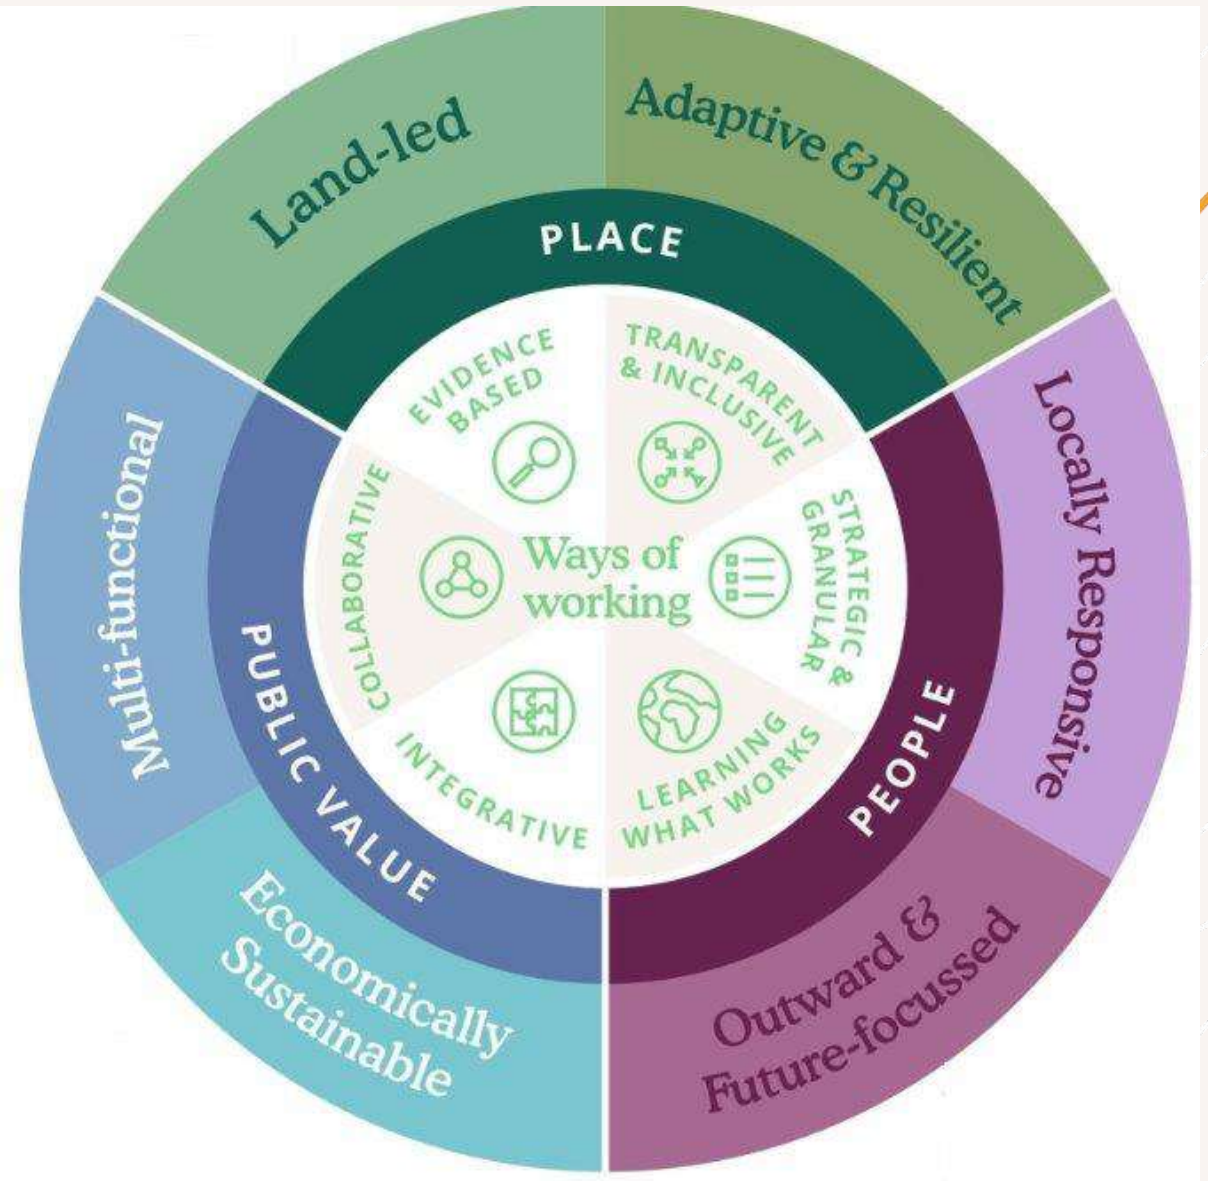 Land-led
Adaptive & Resilient
PLACE
EVIDENCE
BASED
TRANSPARENT
& INCLUSIVE
Multi-functional
COLLABORATIVE
Ways of
working
STRATEGIC &
GRANULAR
Locally Responsive
PUBLIC VALUE
INTEGRATIVE
LEARNING
WHAT WORKS
PEOPLE
Economically
Sustainable
Outward &
Future-focussed